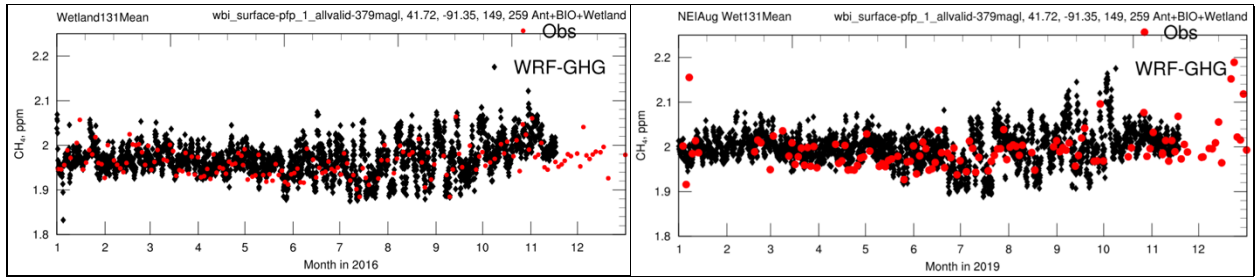 Wetland131Mean wbi_surface-pfp_1_allvalid-379magl, 41.72, -91.35, 149, 259 Ant+BIO+Wetland
Obs
WRF-GHG
2.2
2.1
2
1.9
1.8
CH4, ppm
1 2 3 4 5 6 7 8 9 10 11 12
Month in 2016
NEIAug Wet131Mean wbi_surface-pfp_1_allvalid-379magl, 41.72, -91.35, 149, 259 Ant+BIO+Wetland
Obs
WRF-GHG
2.2
2.1
2
1.9
1.8
CH4, ppm
1 2 3 4 5 6 7 8 9 10 11 12
Month in 2019